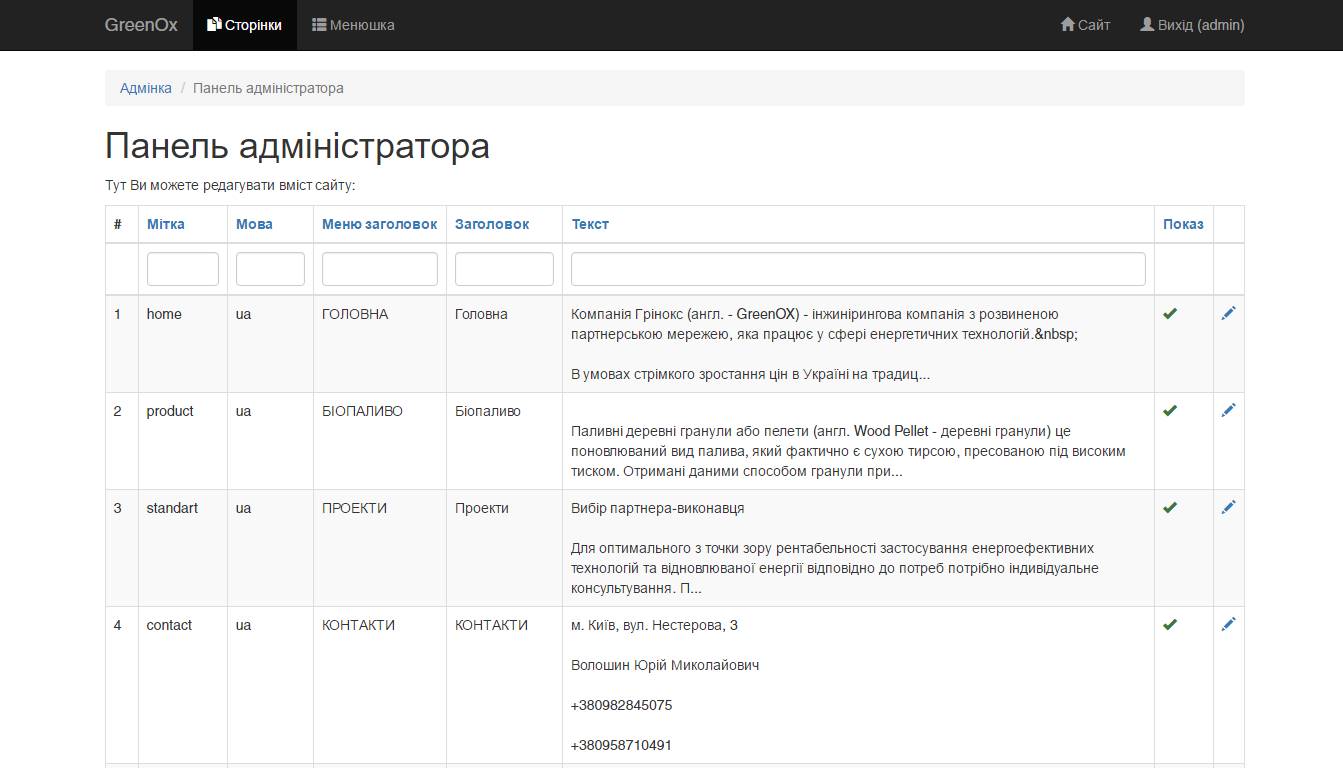 GreenOx Сторінки Менюшка Сайт Вихід (admin)
Адмінка / Панель адміністратора
Панель адміністратора
Тут Ви можете редагувати вміст сайту:
# Мітка Мова Меню заголовок Заголовок Текст Показ
1 home ua ГОЛОВНА Головна Компанія Грінокс (англ. - GreenOX) - інжинірингова компанія з розвиненою
партнерською мережею, яка працює у сфері енергетичних технологій.&nbsp;
В умовах стрімкого зростання цін в Україні на традиц...
2 product ua БІОПАЛИВО Біопаливо
Паливні деревні гранули або пелети (англ. Wood Pellet - деревні гранули) це
поновлюваний вид палива, який фактично є сухою тирсою, пресованою під високим
тиском. Отримані даними способом гранули при...
3 standart ua ПРОЕКТИ Проекти Вибір партнера-виконавця
Для оптимального з точки зору рентабельності застосування енергоефективних
технологій та відновлюваної енергії відповідно до потреб потрібно індивідуальне
консультування. П...
4 contact ua КОНТАКТИ КОНТАКТИ м. Київ, вул. Нестерова, 3
Волошин Юрій Миколайович
+380982845075
+380958710491